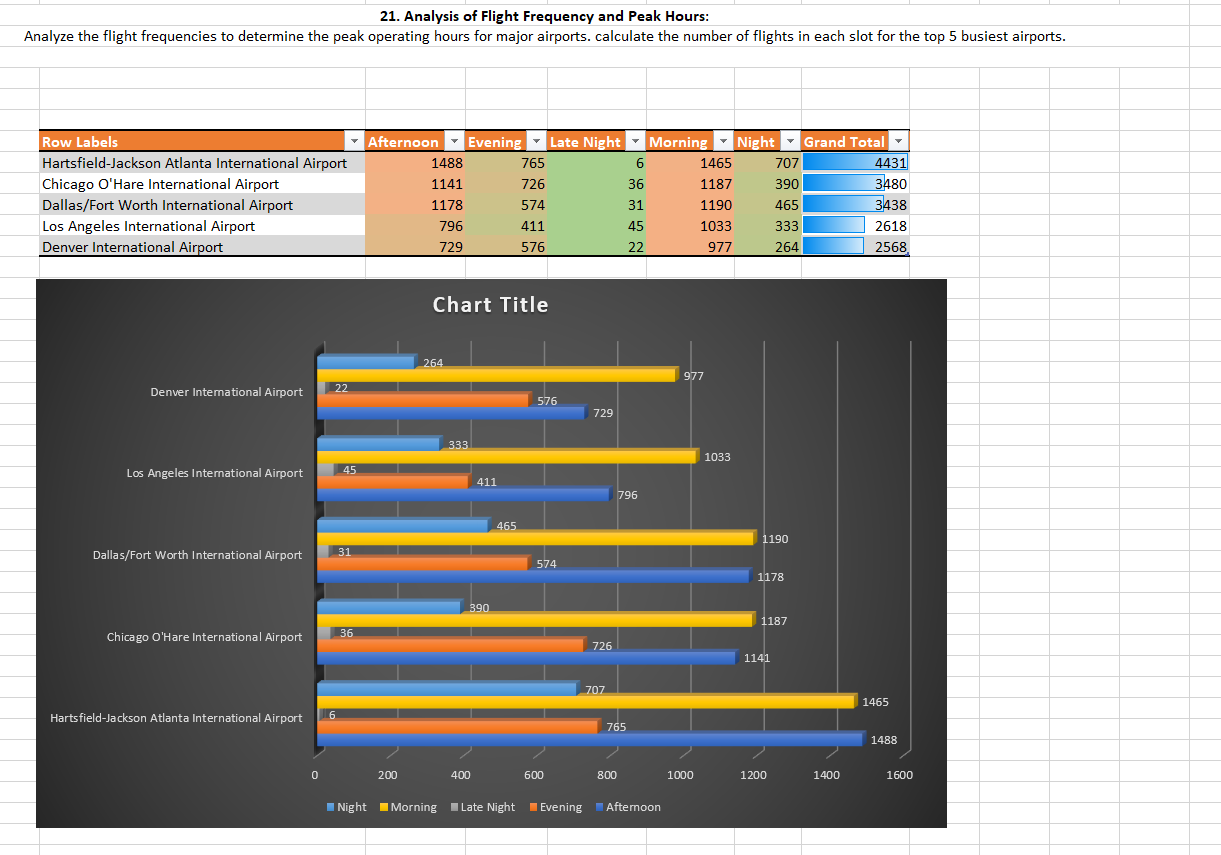 21. Analysis of Flight Frequency and Peak Hours:
Analyze the flight frequencies to determine the peak operating hours for major airports. calculate the number of flights in each slot for the top 5 busiest airports.
Row Labels Afternoon Evening Late Night Morning Night Grand Total
Hartsfield-Jackson Atlanta International Airport 1488 765 6 1465 707 4431
Chicago O'Hare International Airport 1141 726 36 1187 390 3480
Dallas/Fort Worth International Airport 1178 574 31 1190 465 3438
Los Angeles International Airport 796 411 45 1033 333 2618
Denver International Airport 729 576 22 977 264 2568
Chart Title
264
977
22
Denver International Airport
576
729
333
1033
45
Los Angeles International Airport
411
796
465
1190
31
Dallas/Fort Worth International Airport
574
1178
390
1187
36
Chicago O'Hare International Airport
726
1141
707
1465
6
Hartsfield-Jackson Atlanta International Airport
765
1488
0 200 400 600 800 1000 1200 1400 1600
Night Morning Late Night Evening Afternoon